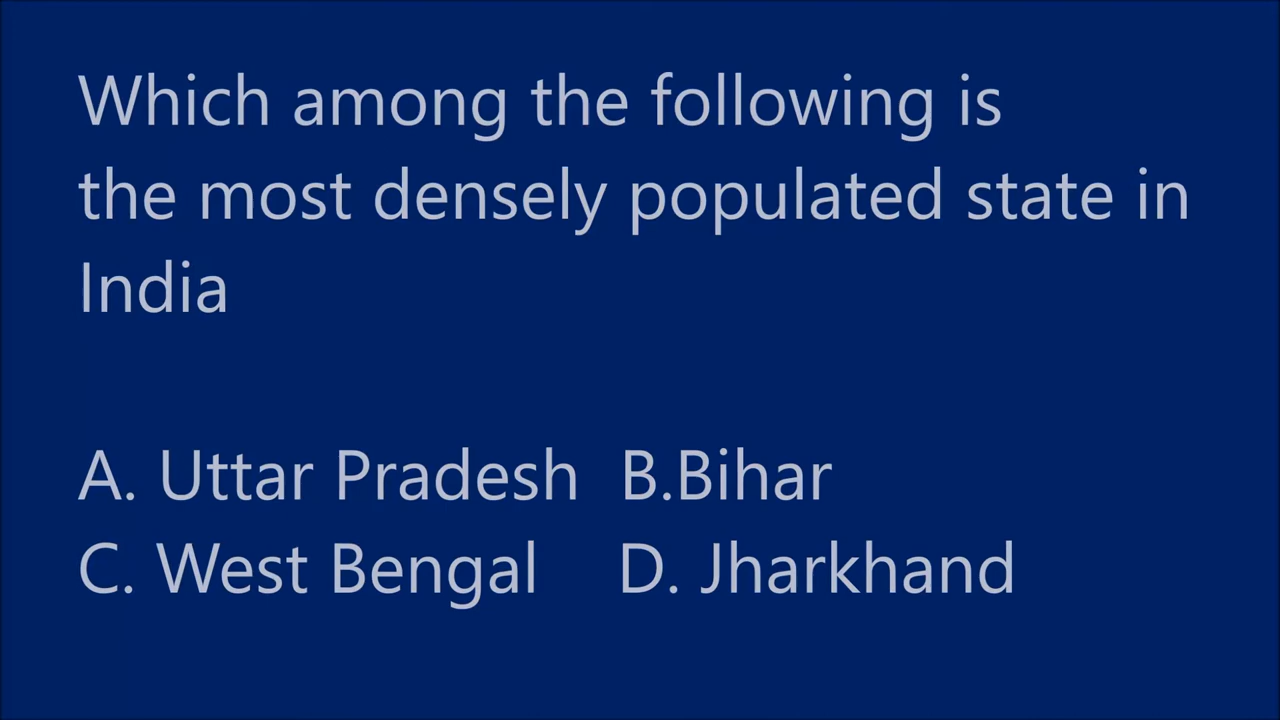 Which among the following is
the most densely populated state in
India
A. Uttar Pradesh B.Bihar
C. West Bengal D. Jharkhand